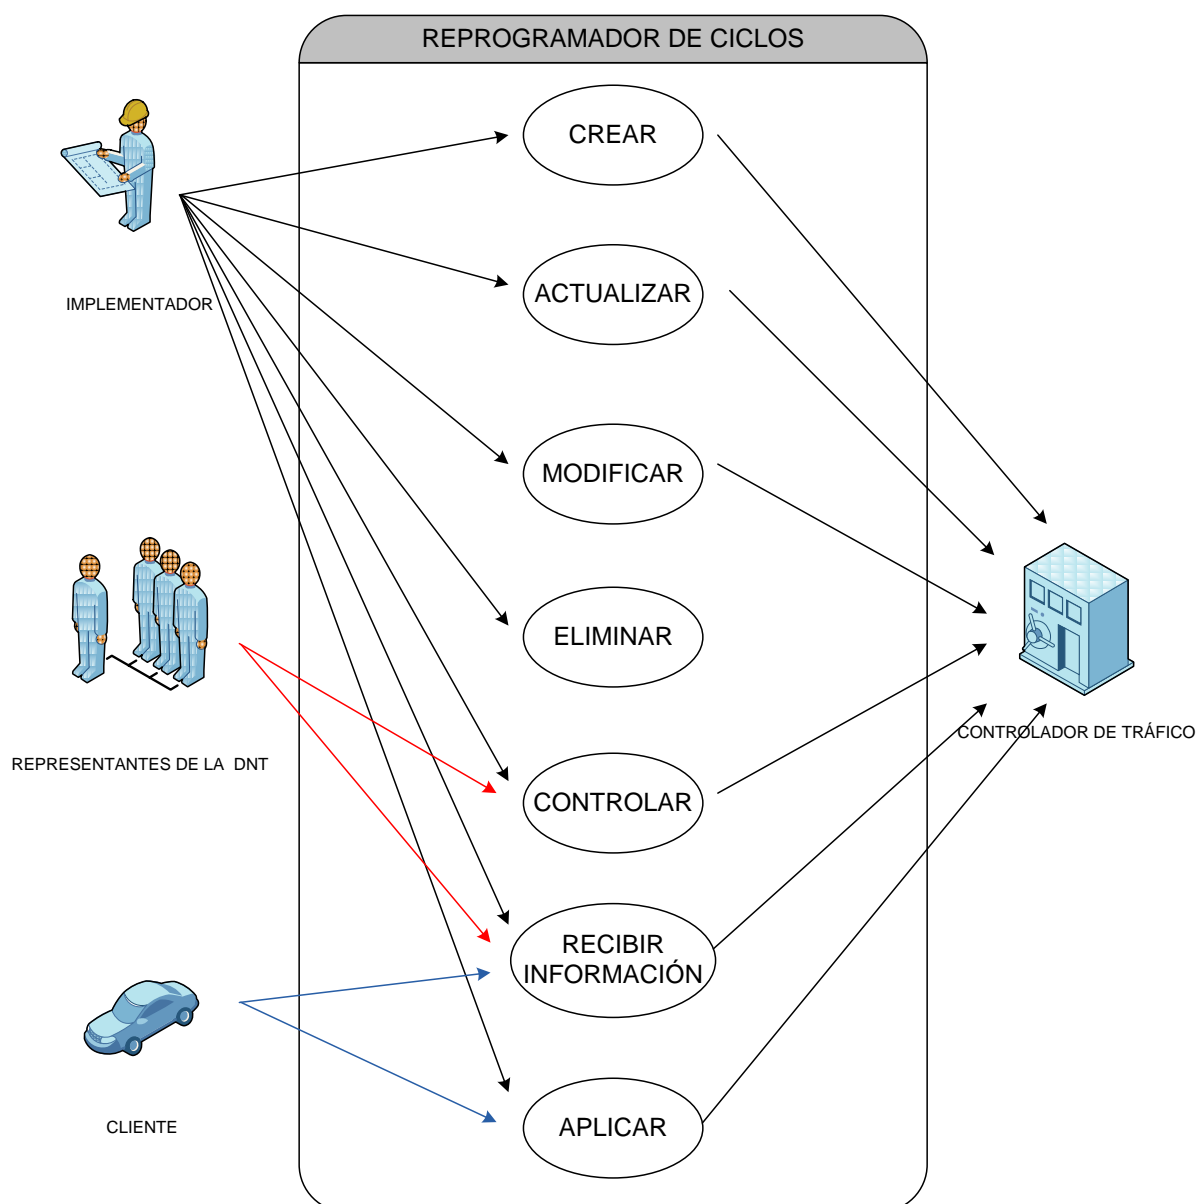 REPROGRAMADOR DE CICLOS
CREAR
ACTUALIZAR
IMPLEMENTADOR
MODIFICAR
ELIMINAR
CONTROLADOR DE TRÁFICO
REPRESENTANTES DE LA DNT
CONTROLAR
RECIBIR
INFORMACIÓN
CLIENTE
APLICAR